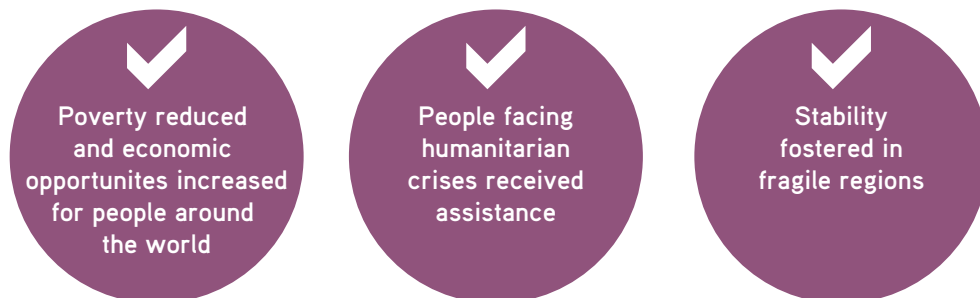 Poverty reduced
and economic
opportunites increased
for people around
the world
People facing
humanitarian
crises received
assistance
Stability
fostered in
fragile regions